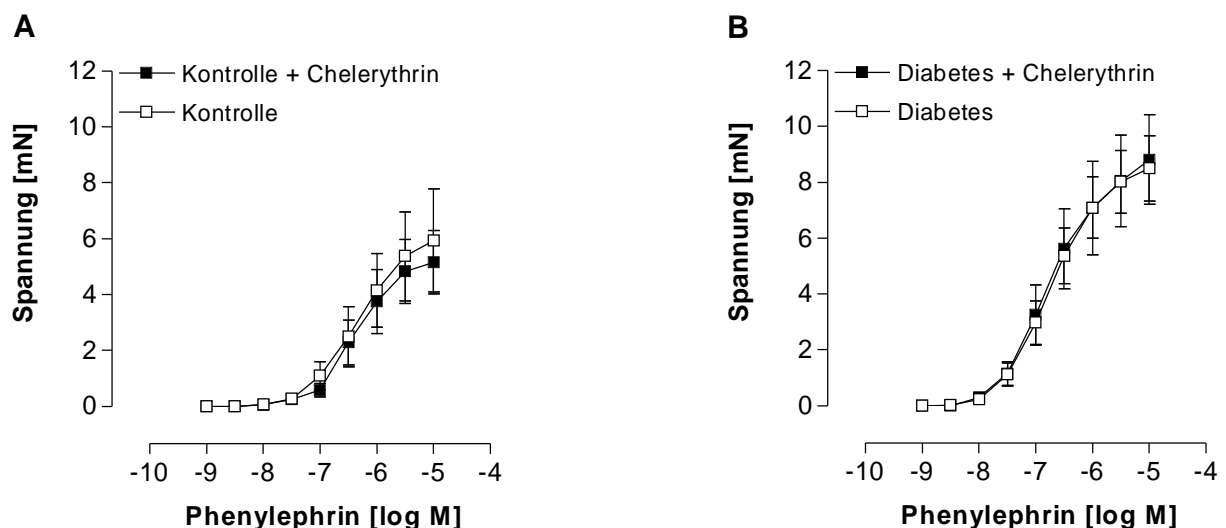 A
Kontrolle + Chelerythrin
Kontrolle
Spannung [mN]
12
10
8
6
4
2
0
-10 -9 -8 -7 -6 -5 -4
Phenylephrin [log M]
B
Diabetes + Chelerythrin
Diabetes
Spannung [mN]
12
10
8
6
4
2
0
-10 -9 -8 -7 -6 -5 -4
Phenylephrin [log M]